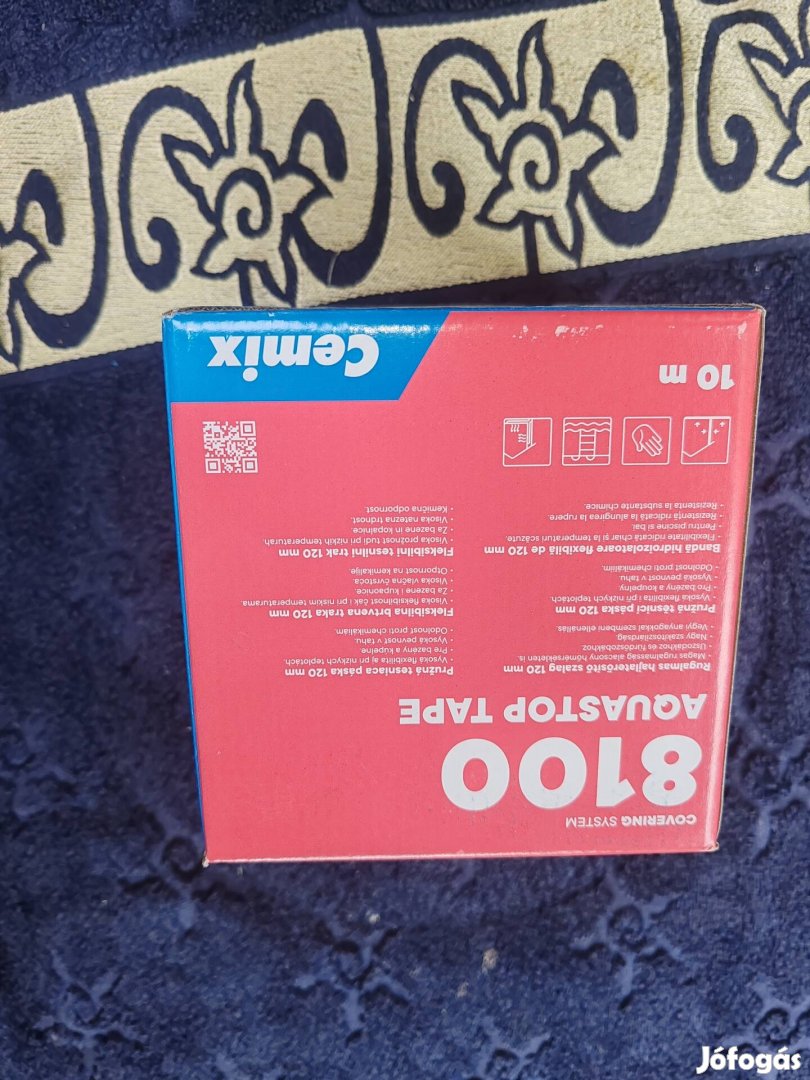 COVERING SYSTEM
8100
AQUASTOP TAPE
Rugalmas hajlaterősítő szalag 120 mm
• Magas rugalmasság alacsony hőmérsékleten is.
• Uszodákhoz és fürdőszobákhoz
• Nagy szakítószilárdság
• Vegyi anyagokkal szembeni ellenállás.
Pružná těsnicí páska 120 mm
• Vysoká flexibilita i při nízkých teplotách.
• Pro bazény a koupelny
• Vysoká pevnost v tahu.
• Odolnost proti chemikáliím.
Bandă hidroizolatoare flexibilă de 120 mm
• Flexibilitate ridicată chiar și la temperaturi scăzute.
• Pentru piscine și băi.
• Rezistență ridicată la alungirea la rupere.
• Rezistent la substanțe chimice.
Pružná tesniaca páska 120 mm
• Vysoká flexibilita aj pri nízkych teplotách.
• Pre bazény a kúpeľne
• Vysoká pevnosť v ťahu.
• Odolnosť proti chemikáliám.
Fleksibilna brtvena traka 120 mm
• Visoka fleksibilnost čak i pri niskim temperaturama
• Za bazene i kupaonice.
• Visoka vlačna čvrstoća
• Otpornost na kemikalije.
Fleksibilni tesnilni trak 120 mm
• Visoka prožnost tudi pri nizkih temperaturah.
• Za bazene in kopalnice.
• Visoka natezna trdnost.
• Kemična odpornost.
10 m
Cemix
Jófogás